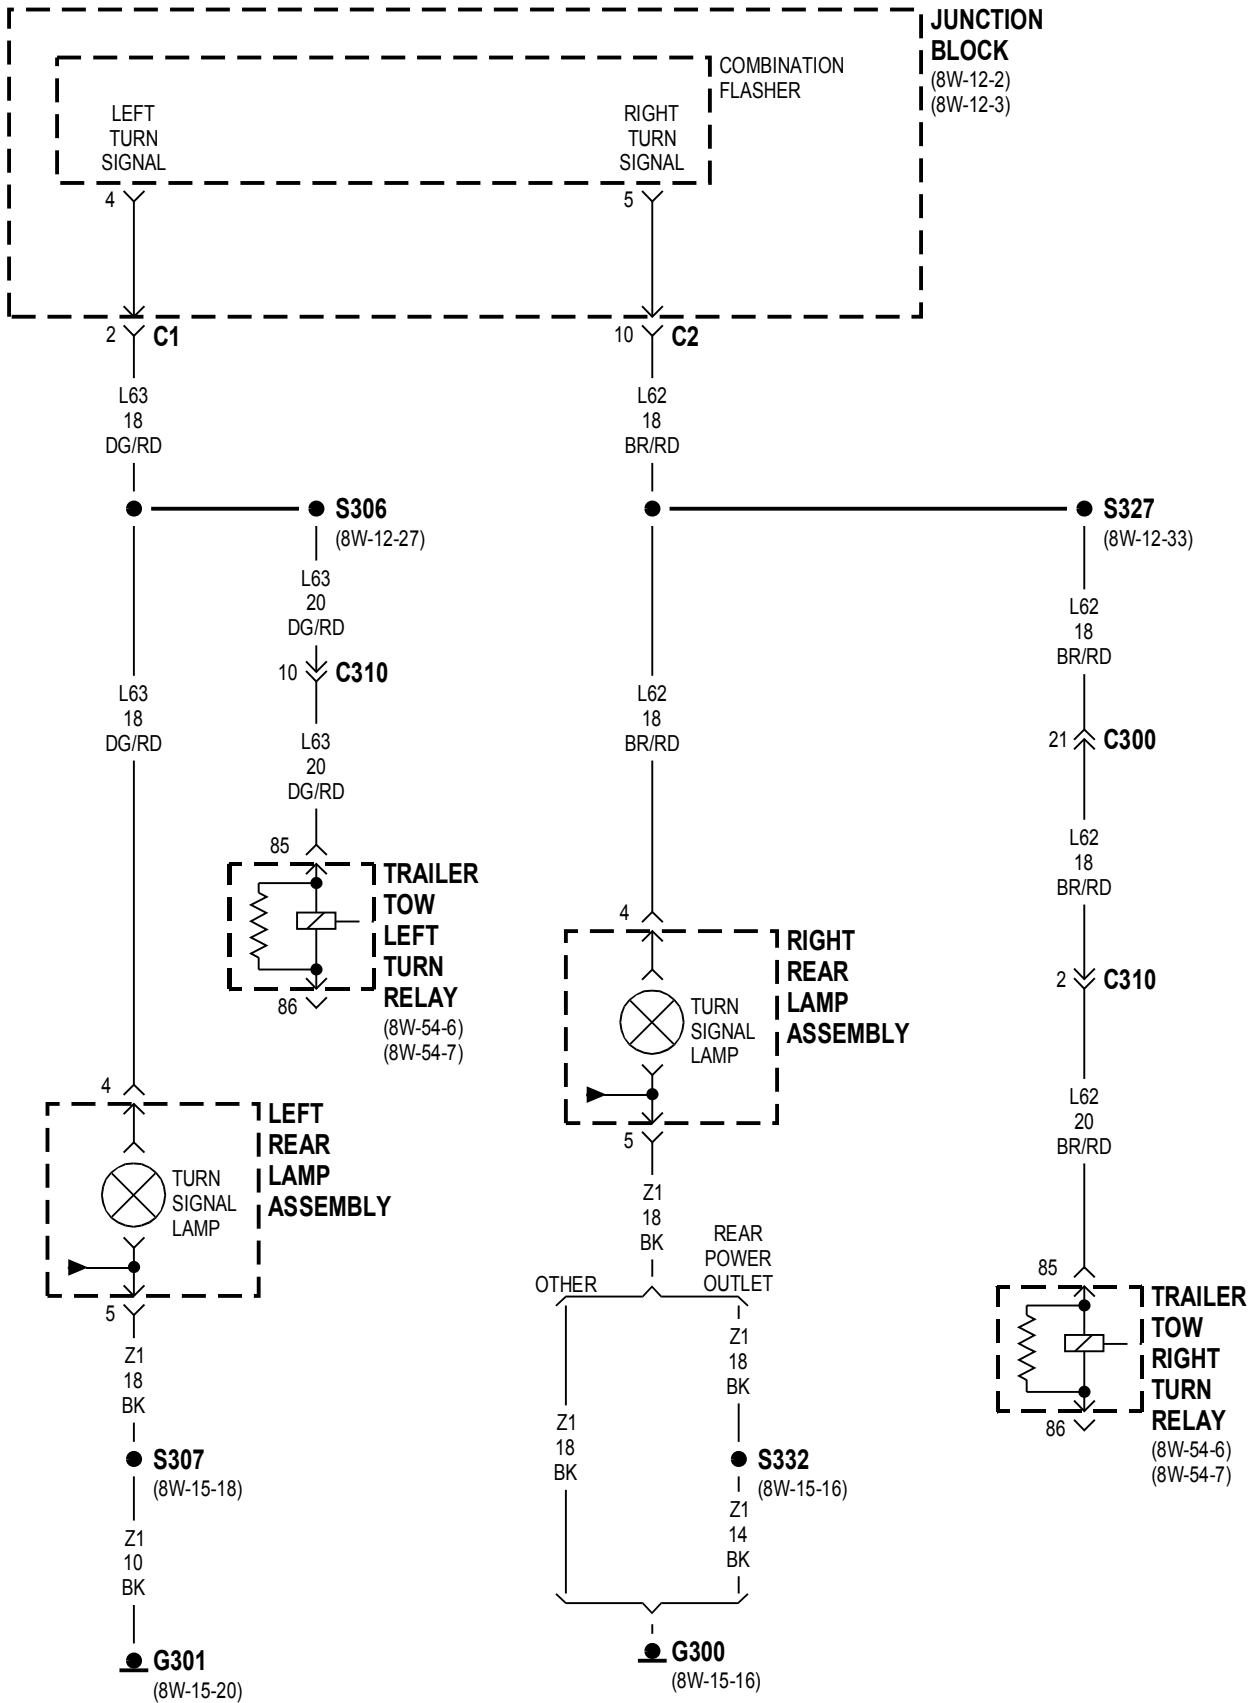 JUNCTION
BLOCK
(8W-12-2)
(8W-12-3)
COMBINATION
FLASHER
LEFT
TURN
SIGNAL
RIGHT
TURN
SIGNAL
4
5
2
C1
10
C2
L63
18
DG/RD
L62
18
BR/RD
S306
(8W-12-27)
S327
(8W-12-33)
L63
20
DG/RD
10
C310
L63
18
DG/RD
L63
20
DG/RD
L62
18
BR/RD
L62
18
BR/RD
21
C300
L62
18
BR/RD
85
TRAILER
TOW
LEFT
TURN
RELAY
(8W-54-6)
(8W-54-7)
86
4
RIGHT
REAR
LAMP
ASSEMBLY
TURN
SIGNAL
LAMP
5
2
C310
L62
20
BR/RD
4
LEFT
REAR
LAMP
ASSEMBLY
TURN
SIGNAL
LAMP
5
Z1
18
BK
REAR
POWER
OUTLET
OTHER
85
TRAILER
TOW
RIGHT
TURN
RELAY
(8W-54-6)
(8W-54-7)
86
Z1
18
BK
S307
(8W-15-18)
Z1
10
BK
G301
(8W-15-20)
Z1
18
BK
Z1
18
BK
S332
(8W-15-16)
Z1
14
BK
G300
(8W-15-16)